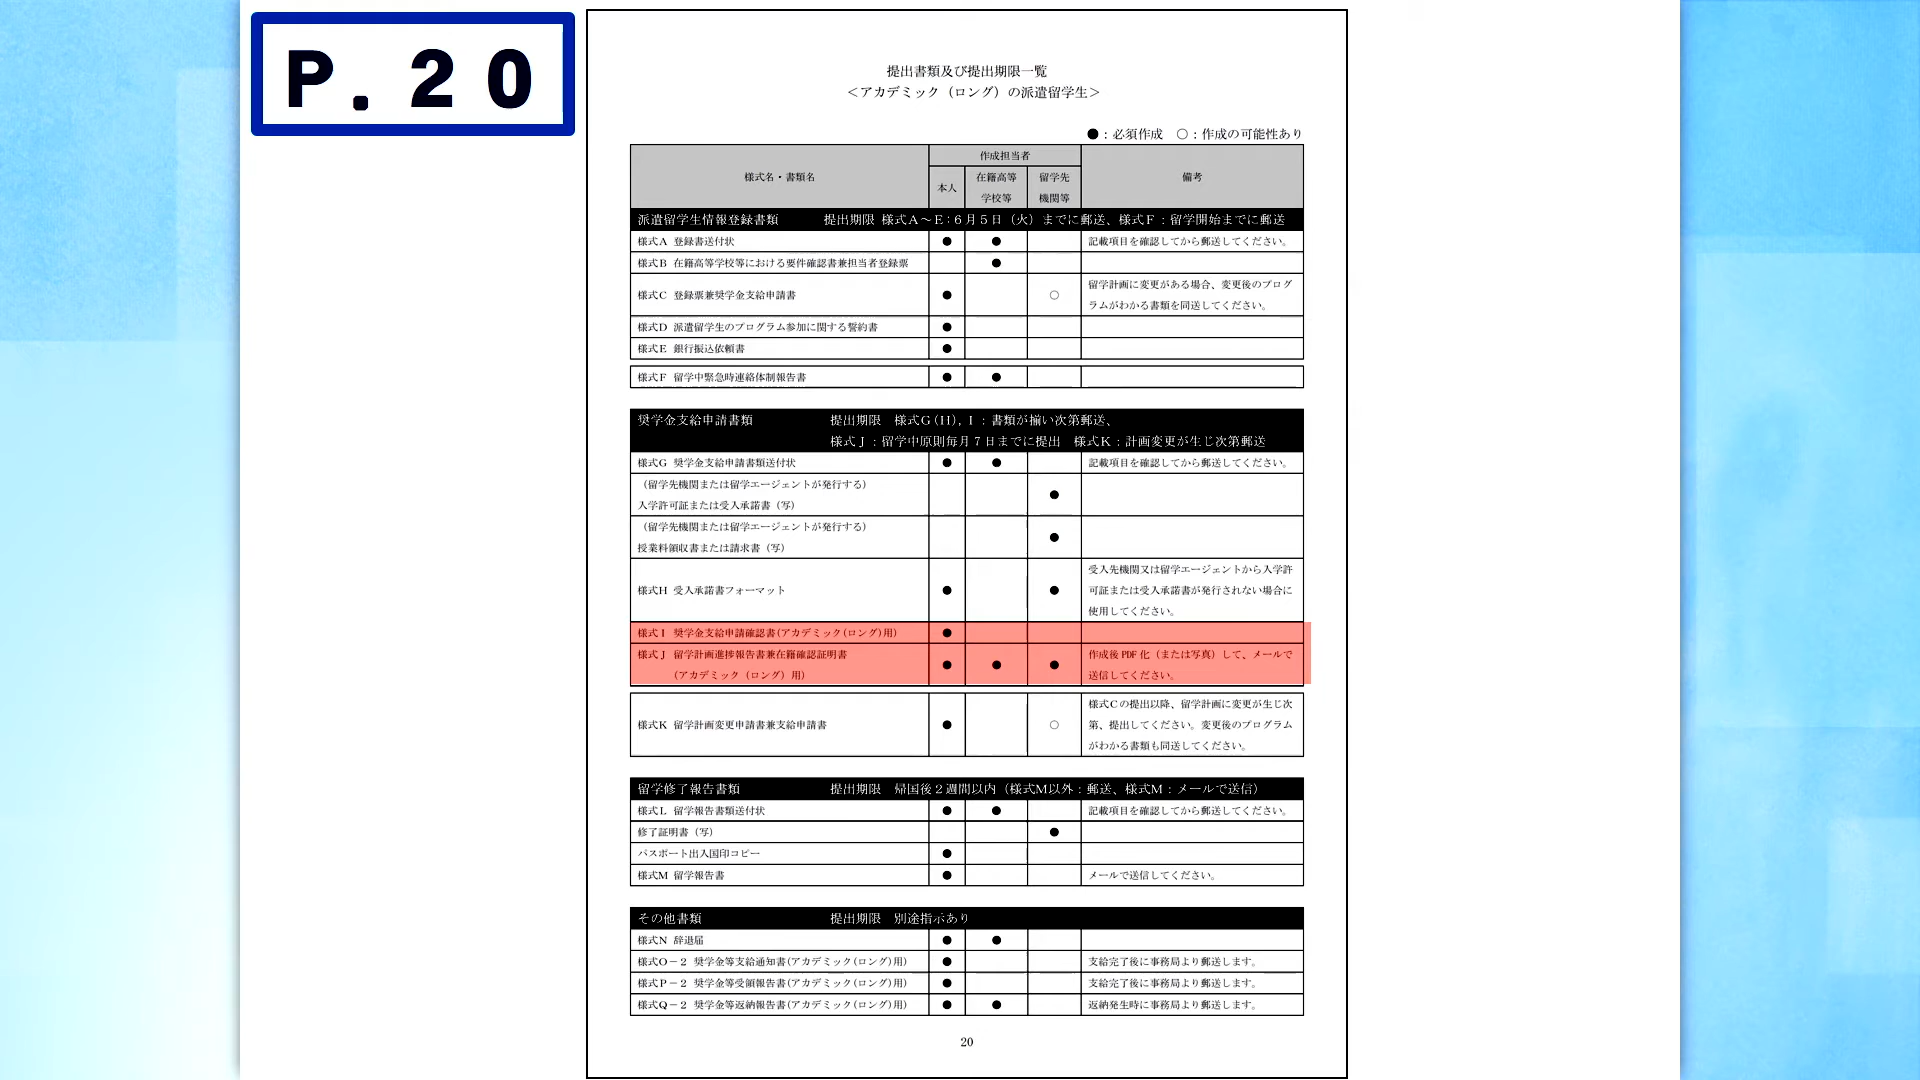 P.20
提出書類及び提出期限一覧
＜アカデミック（ロング）の派遣留学生＞
●：必須作成　○：作成の可能性あり
様式名・書類名
作成担当者
本人
在籍高等
学校等
留学先
機関等
備考
派遣留学生情報登録書類　提出期限 様式A～E：６月５日（火）までに郵送、様式F：留学開始までに郵送
様式A 登録書送付状 ● ● 記載項目を確認してから郵送してください。
様式B 在籍高等学校等における要件確認書兼担当者登録票 ●
様式C 登録票兼奨学金支給申請書 ● ○ 留学計画に変更がある場合、変更後のプログ
ラムがわかる書類を同送してください。
様式D 派遣留学生のプログラム参加に関する誓約書 ●
様式E 銀行振込依頼書 ●
様式F 留学中緊急時連絡体制報告書 ● ●
奨学金支給申請書類　提出期限　様式G(H), I：書類が揃い次第郵送、
様式J：留学中原則毎月７日までに提出　様式K：計画変更が生じ次第郵送
様式G 奨学金支給申請書類送付状 ● ● 記載項目を確認してから郵送してください。
（留学先機関または留学エージェントが発行する）
入学許可証または受入承諾書（写） ●
（留学先機関または留学エージェントが発行する）
授業料領収書または請求書（写） ●
様式H 受入承諾書フォーマット ● ● 受入先機関又は留学エージェントから入学許
可証または受入承諾書が発行されない場合に
使用してください。
様式I 奨学金支給申請確認書(アカデミック(ロング)用) ●
様式J 留学計画進捗報告書兼在籍確認証明書
（アカデミック（ロング）用） ● ● ● 作成後 PDF 化（または写真）して、メールで
送信してください。
様式K 留学計画変更申請書兼支給申請書 ● ○ 様式Cの提出以降、留学計画に変更が生じ次
第、提出してください。変更後のプログラム
がわかる書類も同送してください。
留学修了報告書類　提出期限　帰国後２週間以内（様式M以外：郵送、様式M：メールで送信）
様式L 留学報告書類送付状 ● ● 記載項目を確認してから郵送してください。
修了証明書（写） ●
パスポート出入国印コピー ●
様式M 留学報告書 ● メールで送信してください。
その他書類　提出期限　別途指示あり
様式N 辞退届 ● ●
様式O－２ 奨学金等支給通知書(アカデミック(ロング)用) ● 支給完了後に事務局より郵送します。
様式P－２ 奨学金等受領報告書(アカデミック(ロング)用) ● 支給完了後に事務局より郵送します。
様式Q－２ 奨学金等返納報告書(アカデミック(ロング)用) ● ● 返納発生時に事務局より郵送します。
20